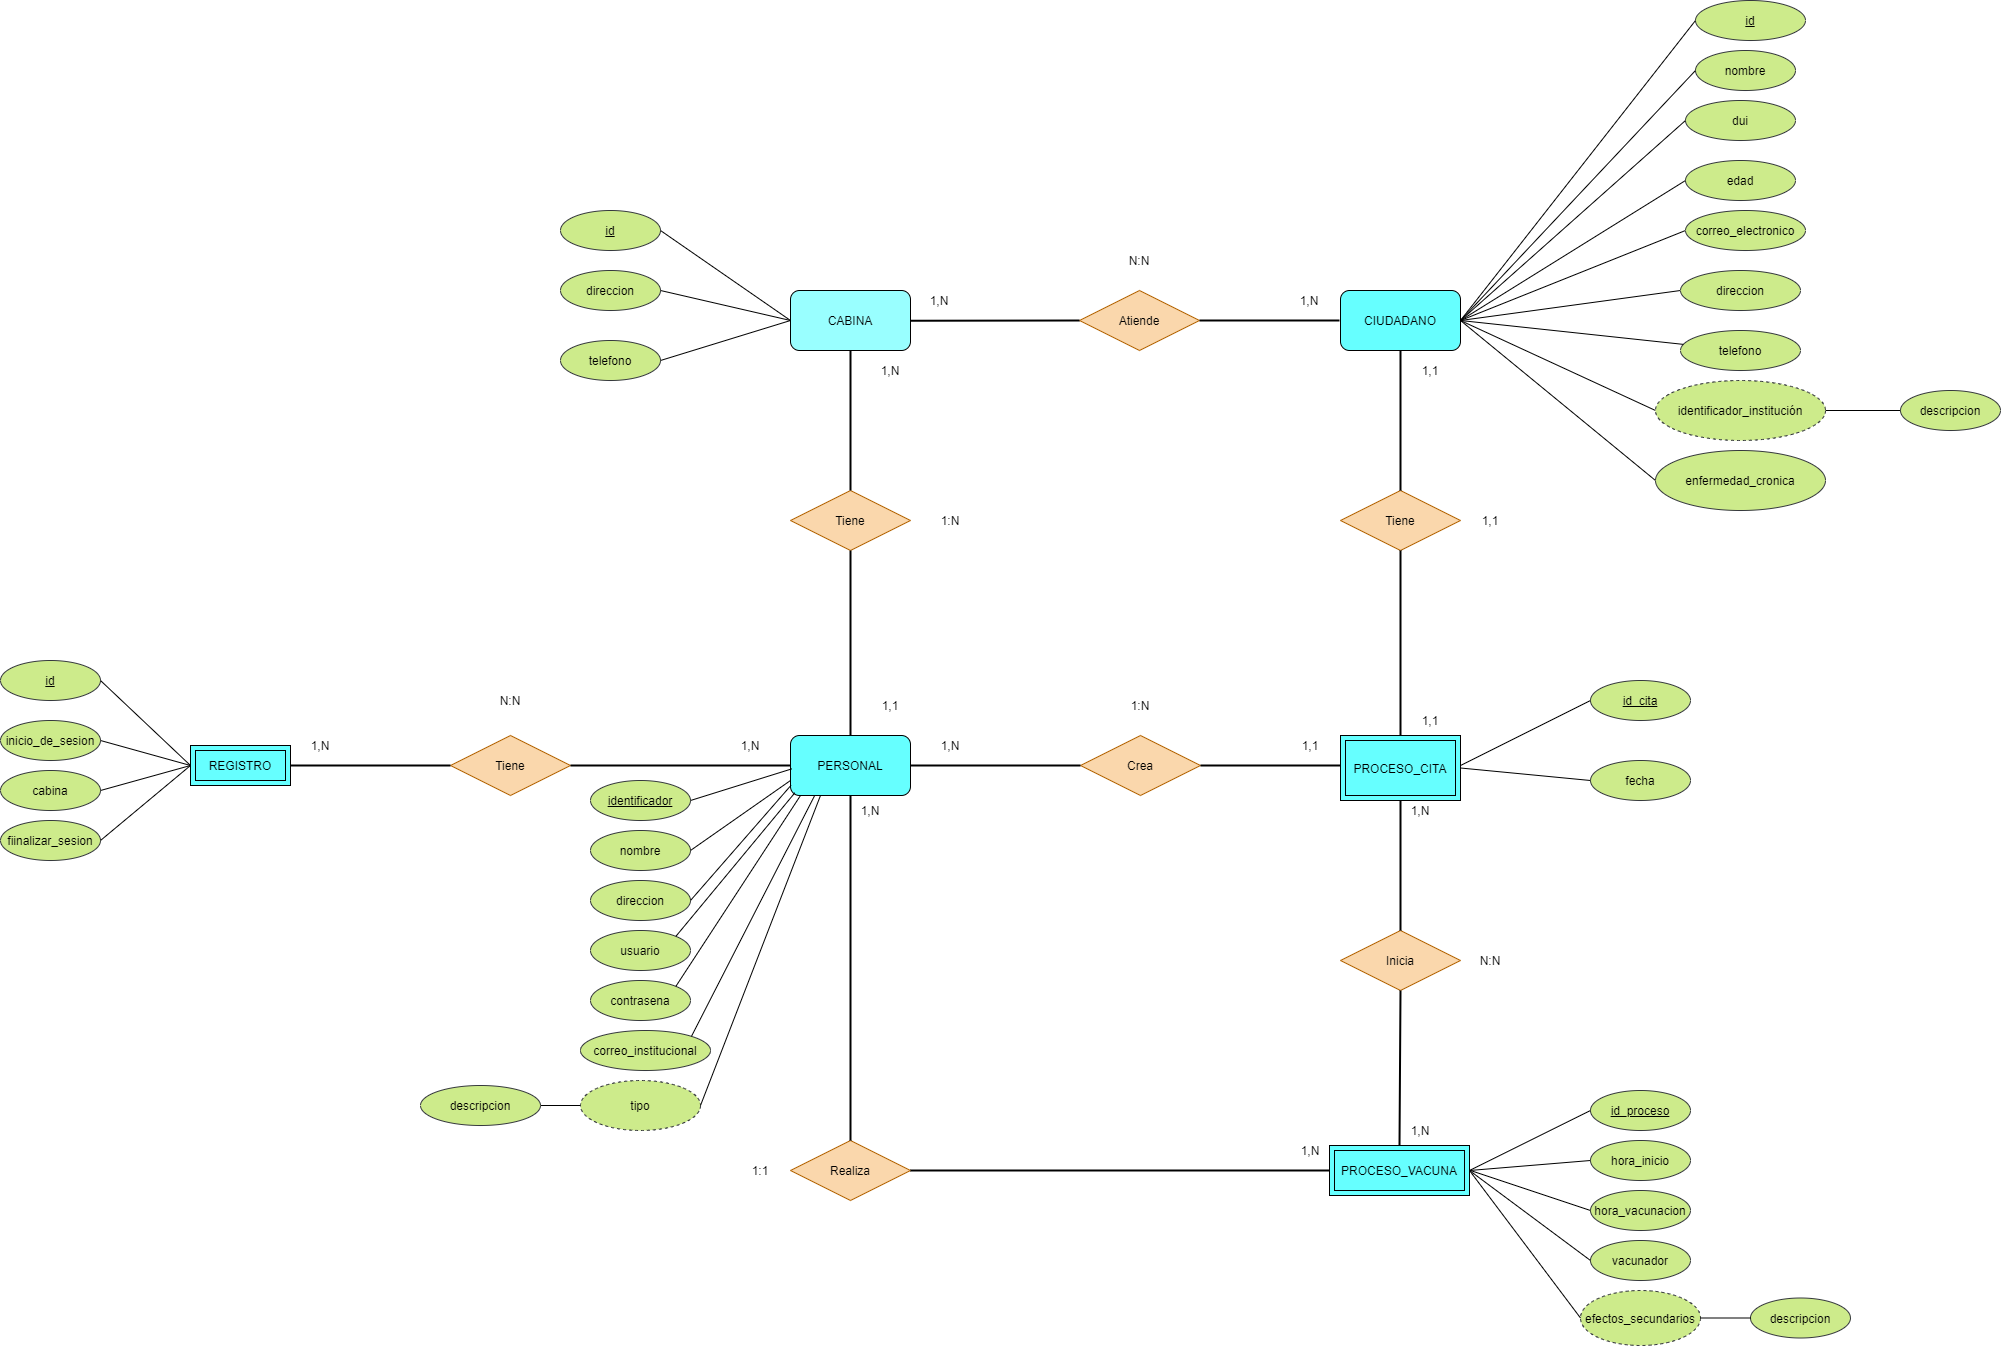 id
nombre
dui
edad
correo_electronico
direccion
telefono
identificador_institución
descripcion
enfermedad_cronica
id
direccion
telefono
CABINA
1,N
N:N
Atiende
1,N
CIUDADANO
1,N
1,1
Tiene
1:N
Tiene
1,1
id
inicio_de_sesion
cabina
fiinalizar_sesion
REGISTRO
1,N
N:N
Tiene
1,N
1,1
PERSONAL
1,N
1:N
Crea
1,1
1,1
PROCESO_CITA
id_cita
fecha
1,N
1,N
identificador
nombre
direccion
usuario
contrasena
correo_institucional
tipo
descripcion
Inicia
N:N
1:1
Realiza
1,N
1,N
PROCESO_VACUNA
id_proceso
hora_inicio
hora_vacunacion
vacunador
efectos_secundarios
descripcion